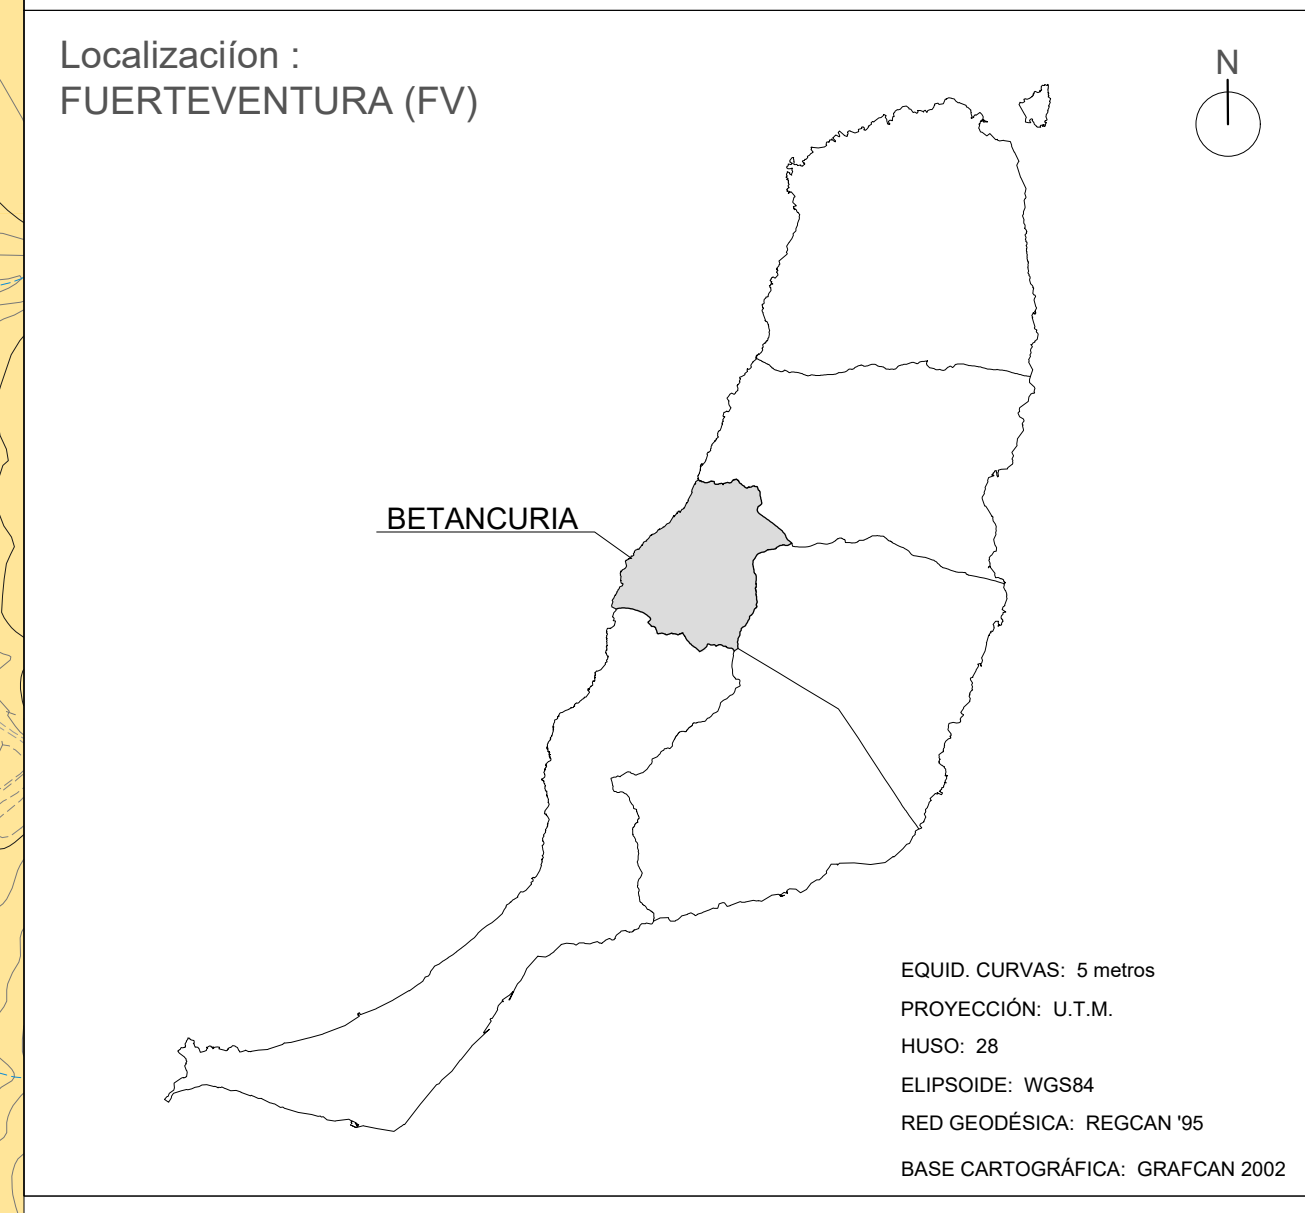 Localizaciíon :
FUERTEVENTURA (FV)
N
BETANCURIA
EQUID. CURVAS: 5 metros
PROYECCIÓN: U.T.M.
HUSO: 28
ELIPSOIDE: WGS84
RED GEODÉSICA: REGCAN '95
BASE CARTOGRÁFICA: GRAFCAN 2002